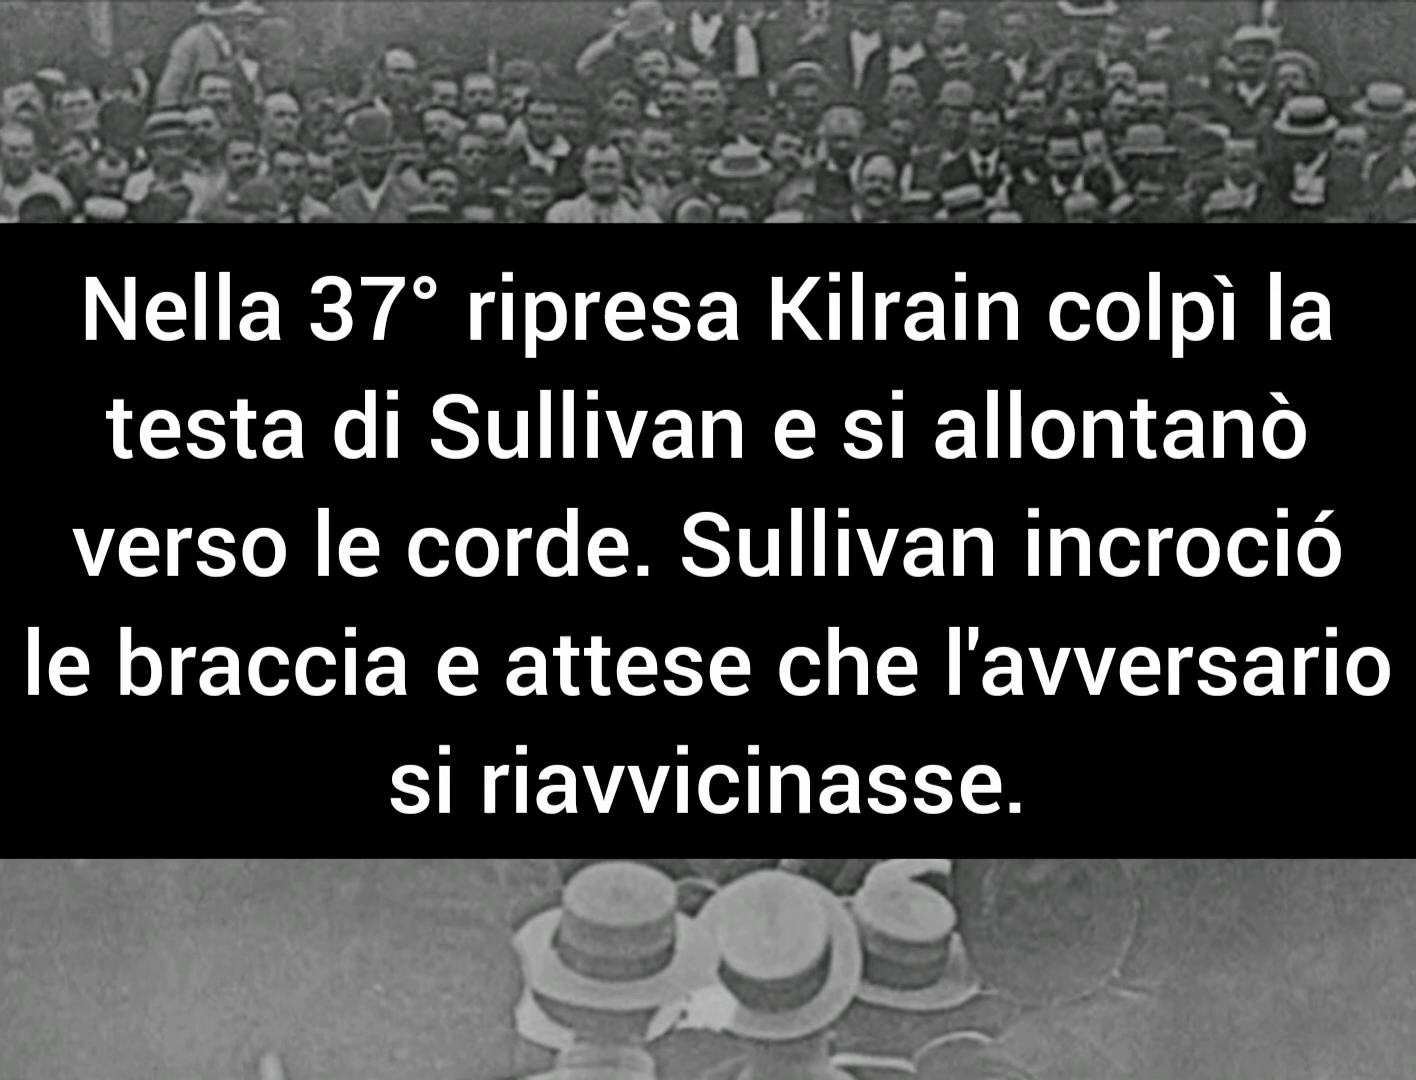 Nella 37° ripresa Kilrain colpì la
testa di Sullivan e si allontanò
verso le corde. Sullivan incroció
le braccia e attese che l'avversario
si riavvicinasse.